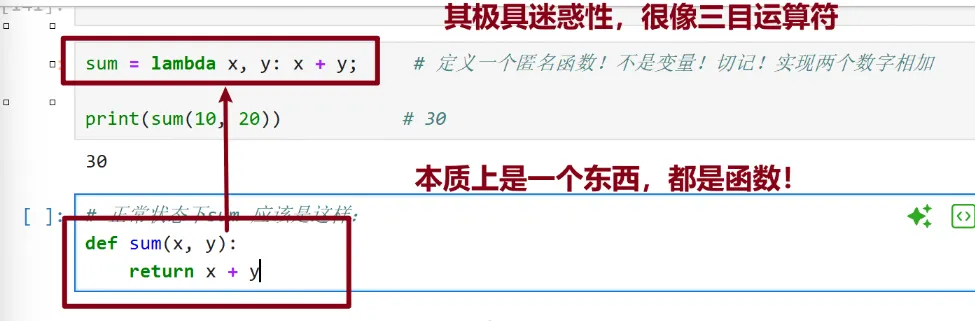 其极具迷惑性，很像三目运算符
sum = lambda x, y: x + y; # 定义一个匿名函数！不是变量！切记！实现两个数字相加
print(sum(10, 20)) # 30
30
本质上是一个东西，都是函数！
[ ]: # 正常状态下sum 应该是这样：
def sum(x, y):
return x + y